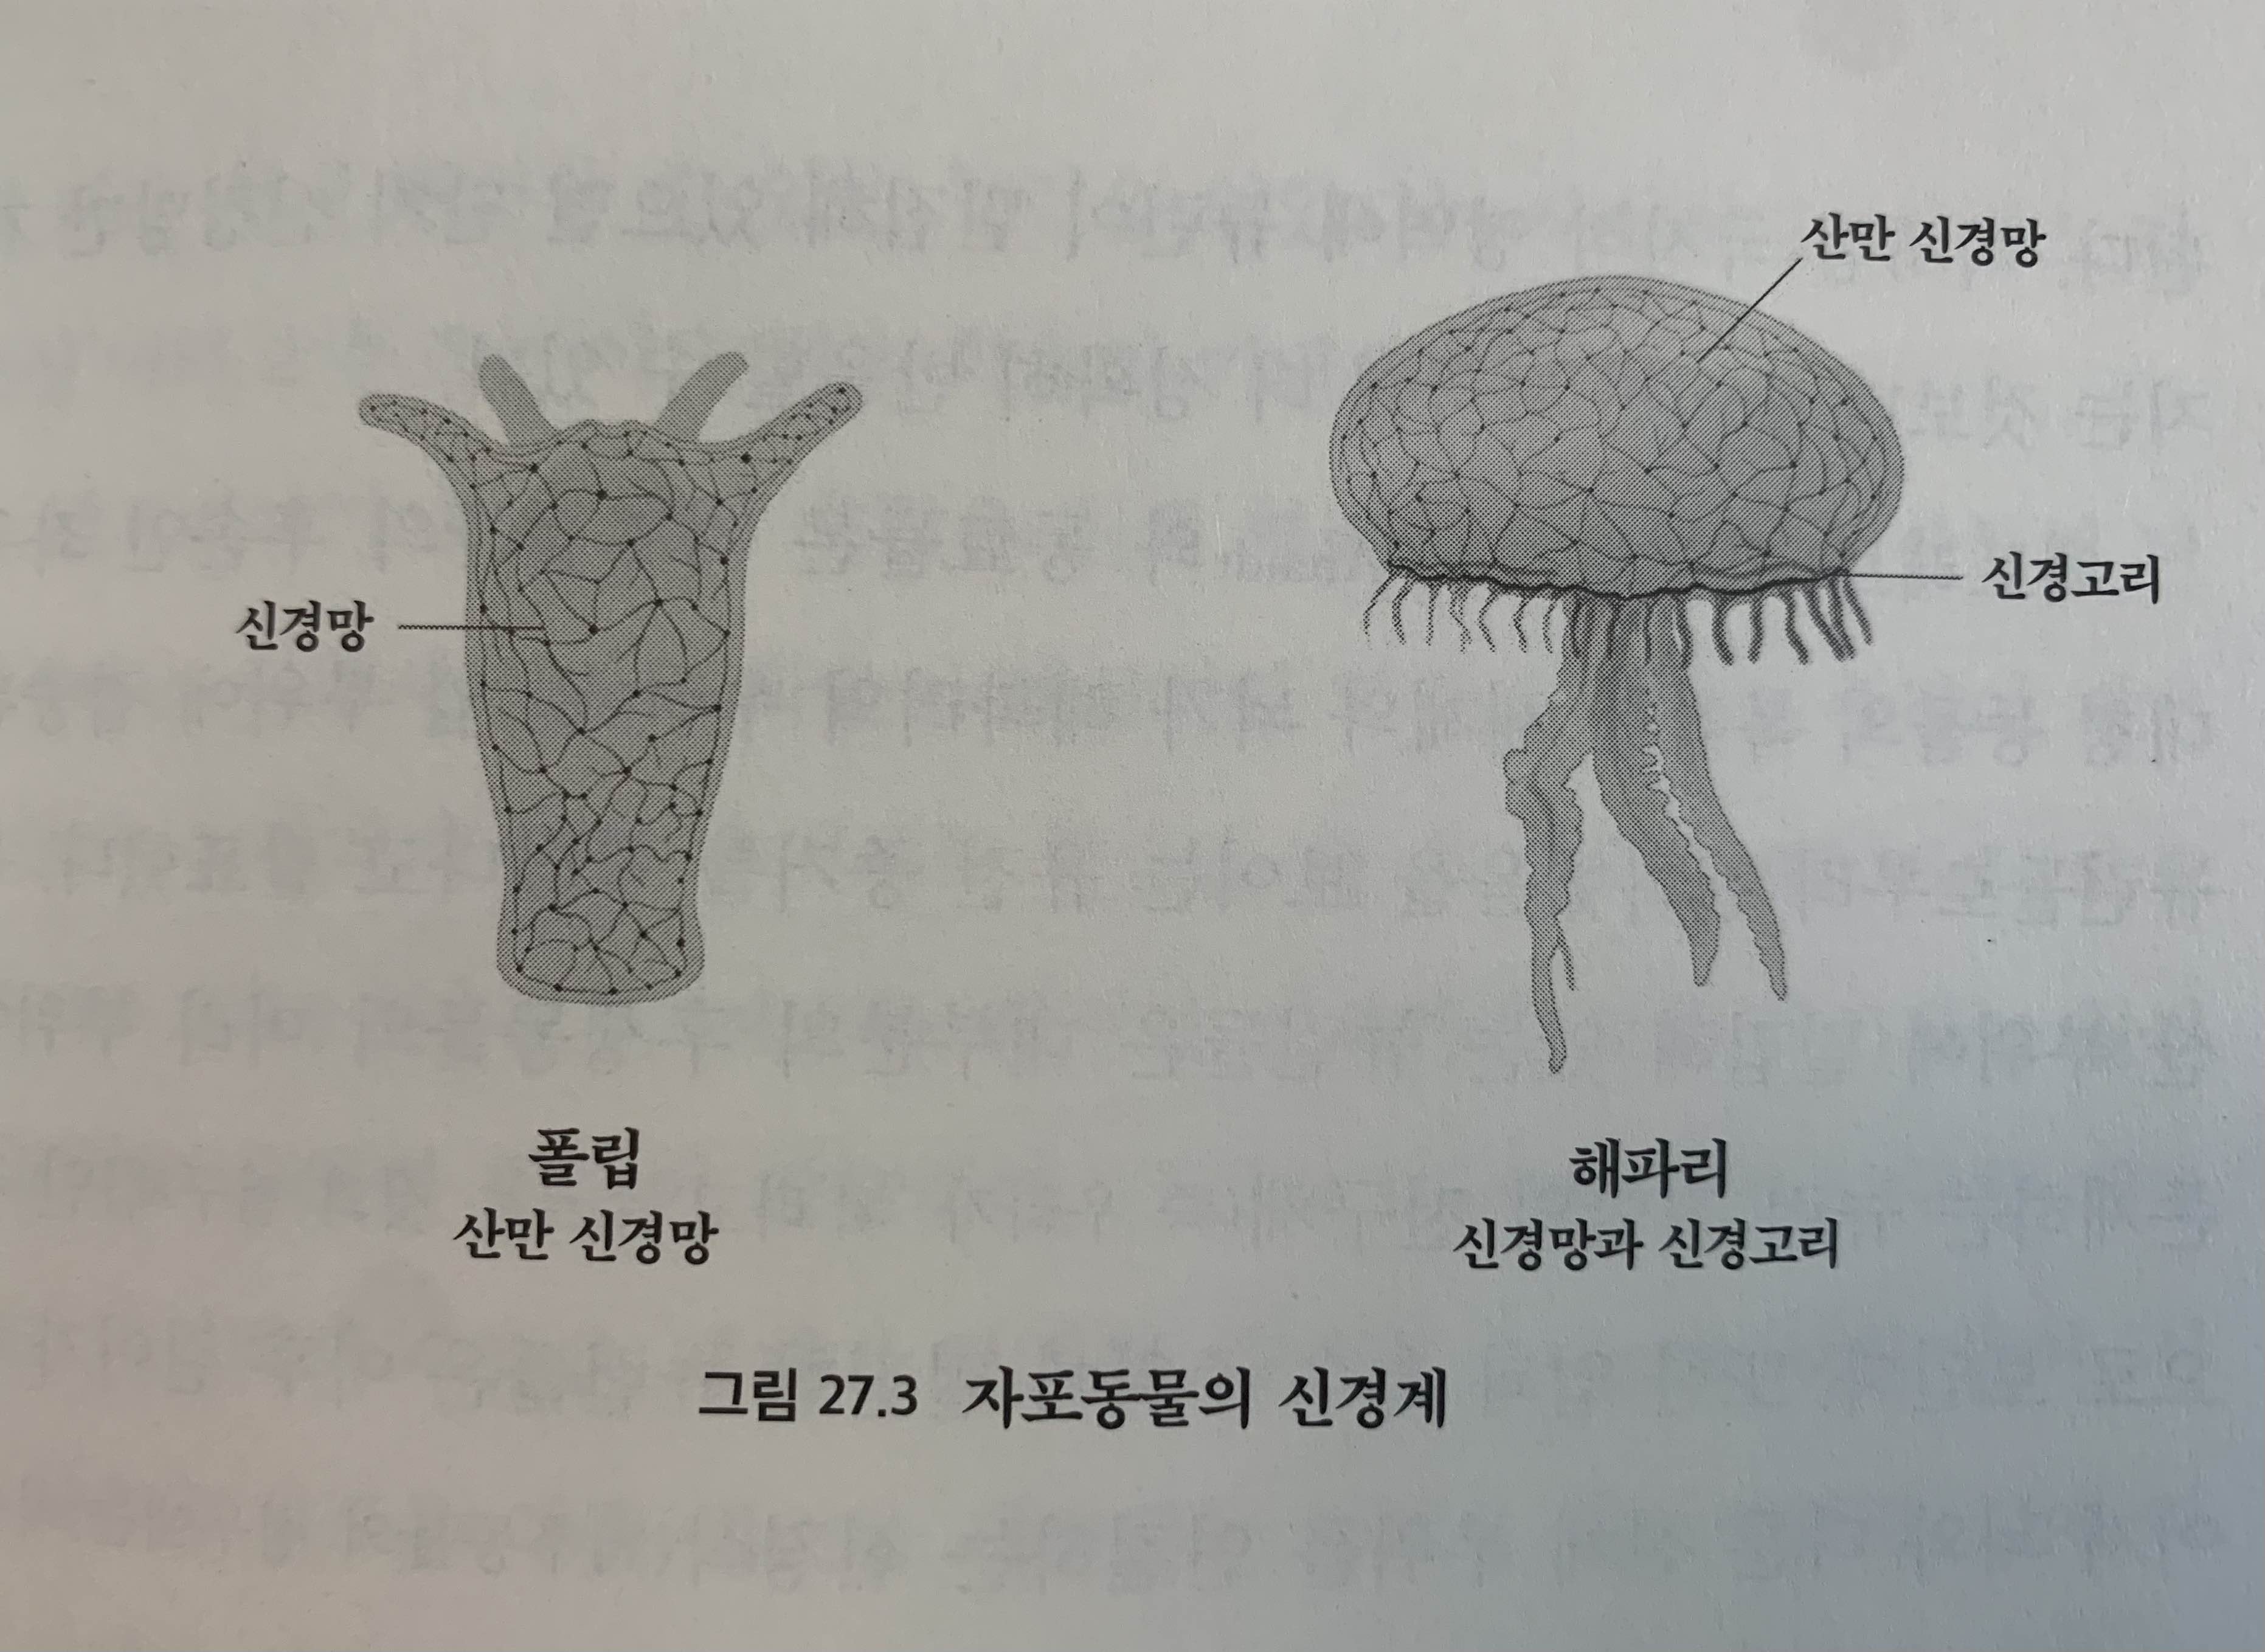 산만 신경망
신경고리
신경망
폴립
산만 신경망
해파리
신경망과 신경고리
그림 27.3 자포동물의 신경계